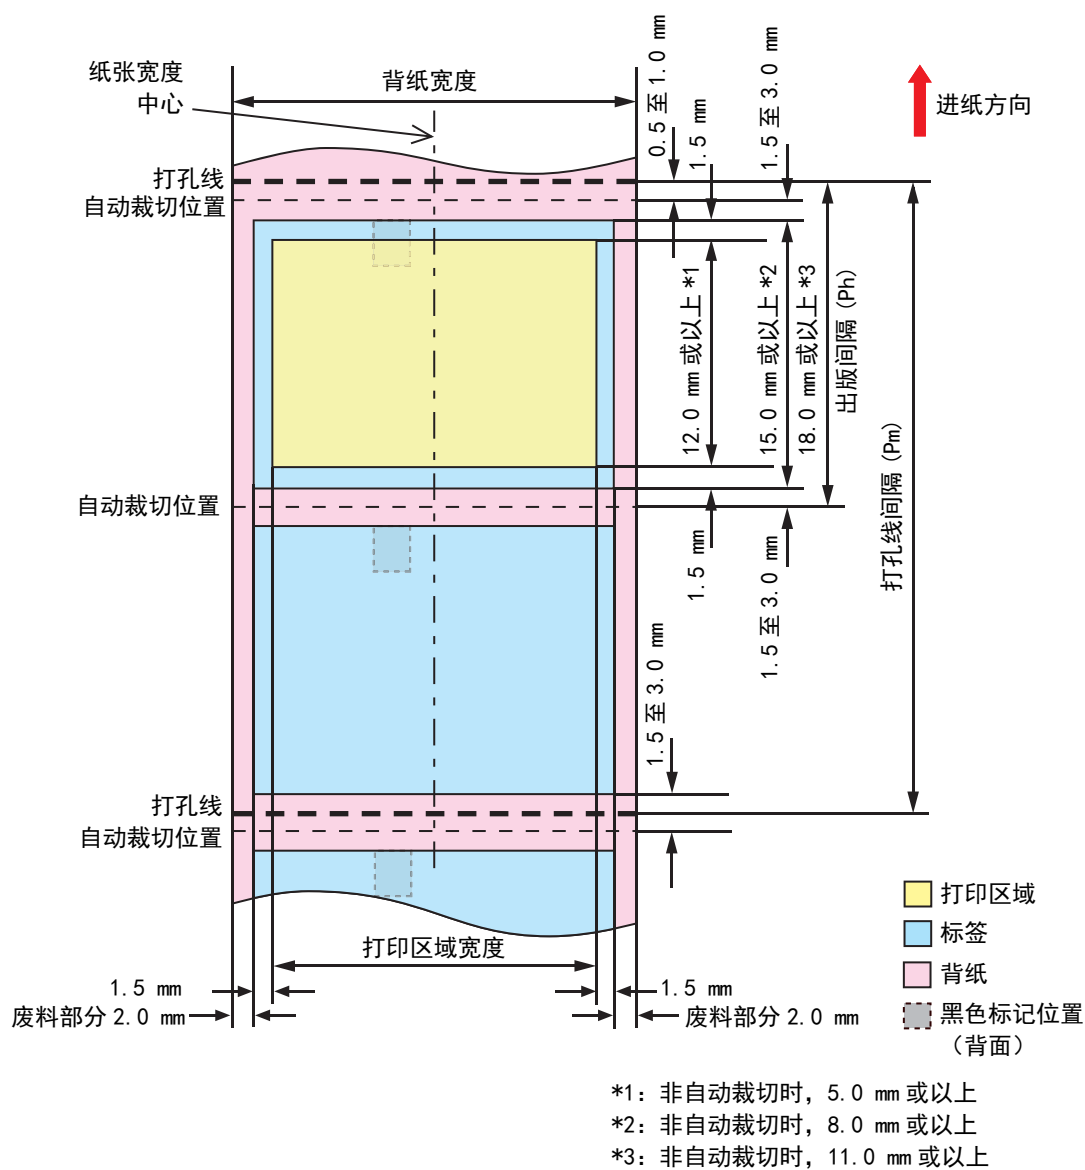 纸张宽度
中心
背纸宽度
进纸方向
0.5 至 1.0 mm
1.5 mm
1.5 至 3.0 mm
打孔线
自动裁切位置
12.0 mm 或以上 *1
15.0 mm 或以上 *2
18.0 mm 或以上 *3
出版间隔 (Ph)
打孔线间隔 (Pm)
自动裁切位置
1.5 mm
1.5 至 3.0 mm
1.5 至 3.0 mm
打孔线
自动裁切位置
打印区域
标签
背纸
黑色标记位置
（背面）
打印区域宽度
1.5 mm
1.5 mm
废料部分 2.0 mm
废料部分 2.0 mm
*1: 非自动裁切时，5.0 mm 或以上
*2: 非自动裁切时，8.0 mm 或以上
*3: 非自动裁切时，11.0 mm 或以上